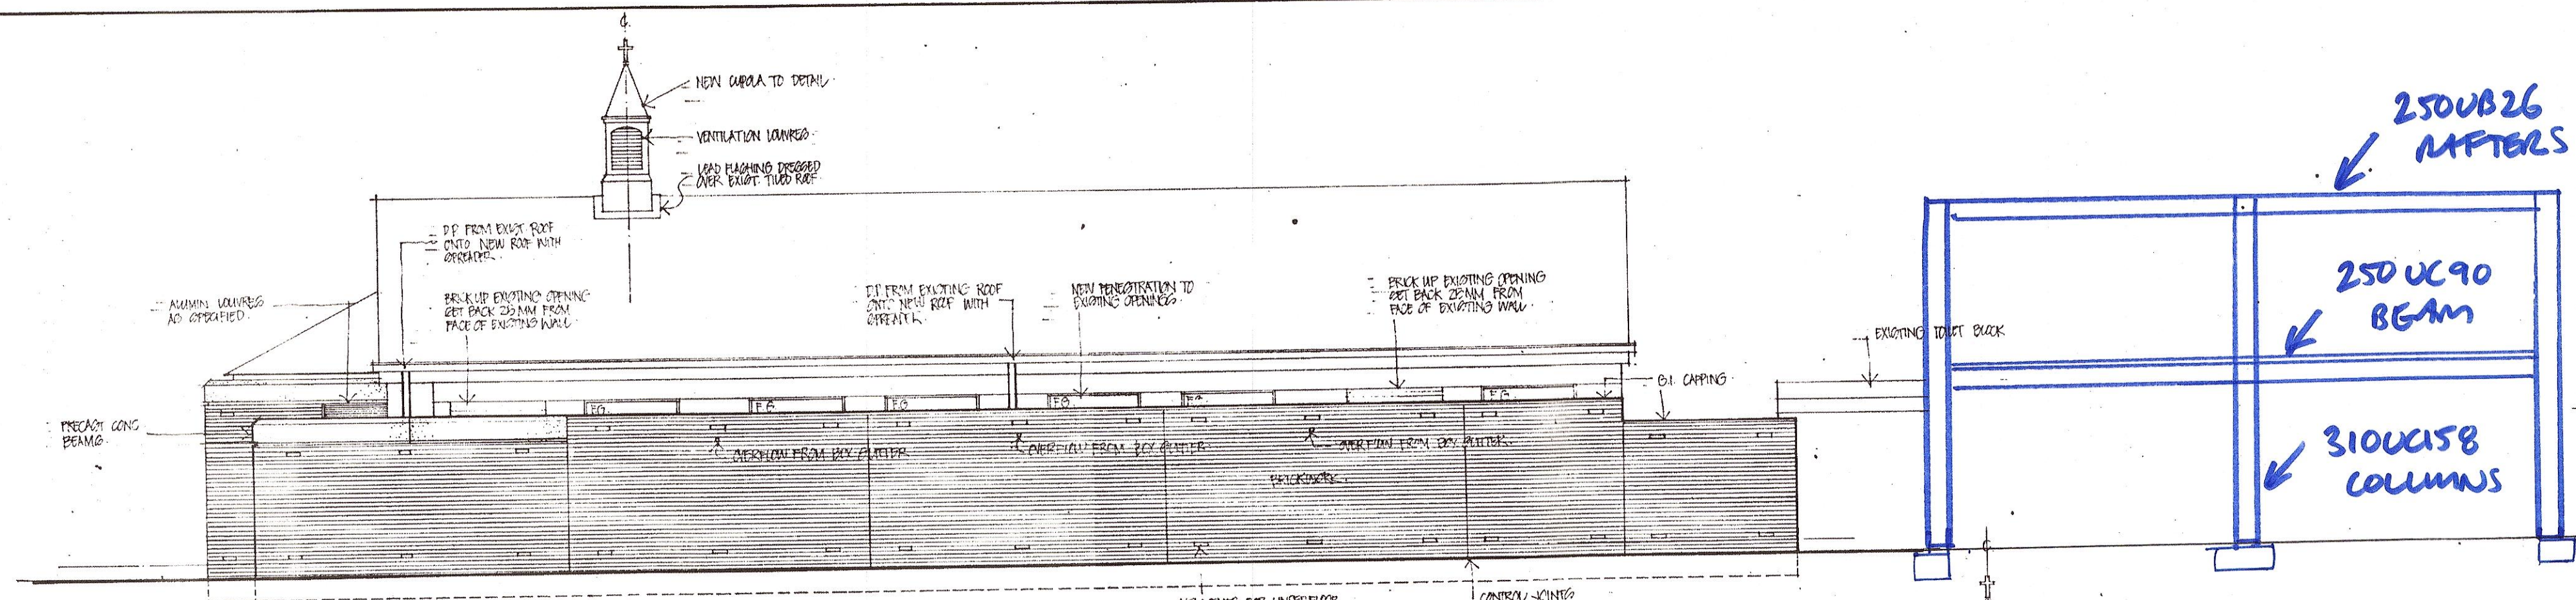 NEW CUPOLA TO DETAIL.
VENTILATION LOUVRES.
LEAD FLASHING DRESSED
OVER EXIST. TILED ROOF.
D.P. FROM EXIST. ROOF
ONTO NEW ROOF WITH
SPREADER.
ALUMIN. LOUVRES
AS SPECIFIED.
BRICK UP EXISTING OPENING
SET BACK 25 MM FROM
FACE OF EXISTING WALL.
D.P. FROM EXISTING ROOF
ONTO NEW ROOF WITH
NEW PENETRATION TO
EXISTING OPENINGS.
BRICK UP EXISTING OPENING
SET BACK 25 MM FROM
FACE OF EXISTING WALL.
EXISTING TOILET BLOCK
G.I. CAPPING.
PRECAST CONC
BEAMS.
F.G.
F.G.
F.G.
F.G.
F.G.
F.G.
OVERFLOW FROM BOX GUTTER
OVERFLOW FROM BOX GUTTER.
OVERFLOW FROM BOX GUTTER.
BRICKWORK.
CONTROL JOINTS
250UB26
RAFTERS
250UC90
BEAM
310UC158
COLUMNS